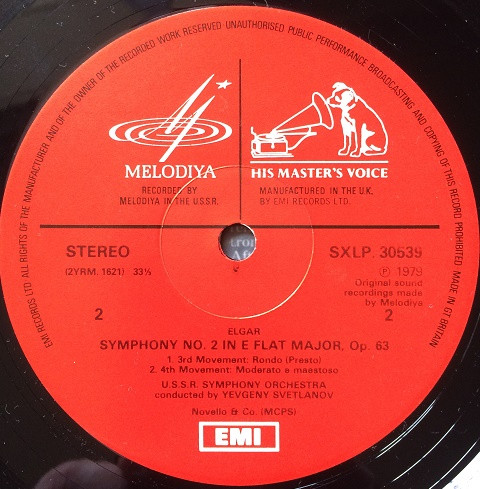 EMI RECORDS LTD ALL RIGHTS OF THE MANUFACTURER AND OF THE OWNER OF THE RECORDED WORK RESERVED UNAUTHORISED PUBLIC PERFORMANCE BROADCASTING AND COPYING OF THIS RECORD PROHIBITED MADE IN GT BRITAIN
MELODIYA
HIS MASTER'S VOICE
RECORDED BY
MELODIYA IN THE U.S.S.R.
MANUFACTURED IN THE U.K.
BY EMI RECORDS LTD.
STEREO
SXLP. 30539
(2YRM. 1621) 33⅓
Ⓟ 1979
Original sound
recordings made
by Melodiya
2
2
ELGAR
SYMPHONY NO. 2 IN E FLAT MAJOR, Op. 63
1. 3rd Movement: Rondo (Presto)
2. 4th Movement: Moderato e maestoso
U.S.S.R. SYMPHONY ORCHESTRA
conducted by YEVGENY SVETLANOV
Novello & Co. (MCPS)
EMI